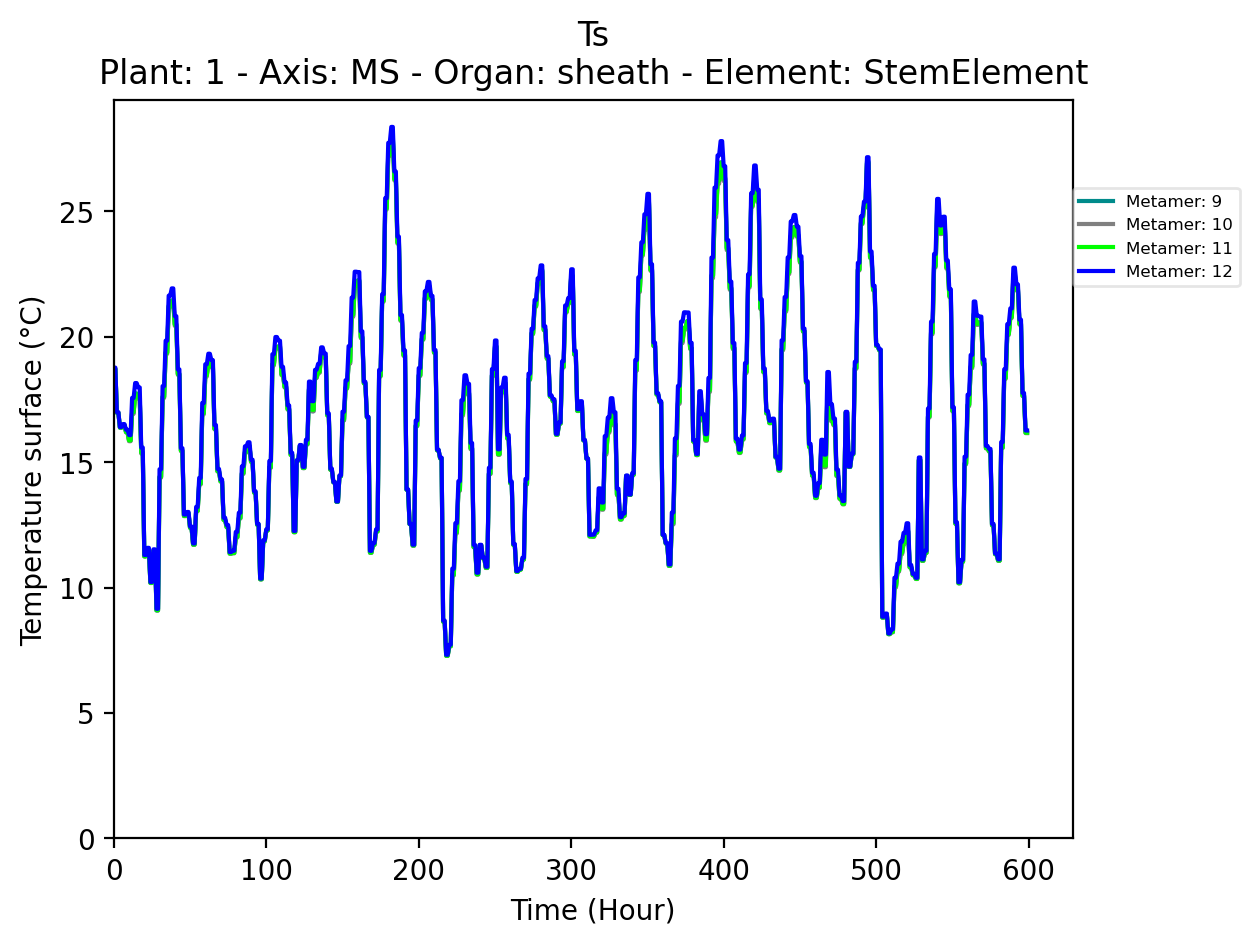 Ts
Plant: 1 - Axis: MS - Organ: sheath - Element: StemElement
Temperature surface (°C)
25
20
15
10
5
0
0 100 200 300 400 500 600
Time (Hour)
Metamer: 9
Metamer: 10
Metamer: 11
Metamer: 12